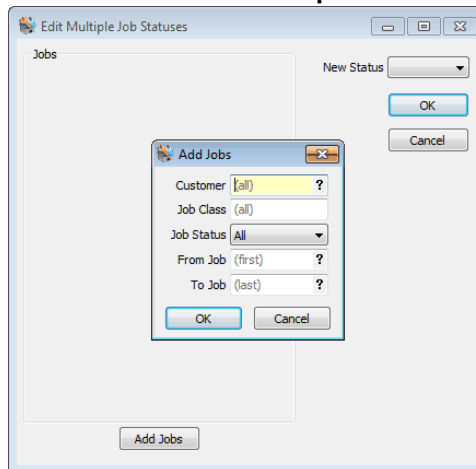 Edit Multiple Job Statuses
Jobs
New Status
OK
Cancel
Add Jobs
Customer (all) ?
Job Class (all)
Job Status All
From Job (first) ?
To Job (last) ?
OK Cancel
Add Jobs